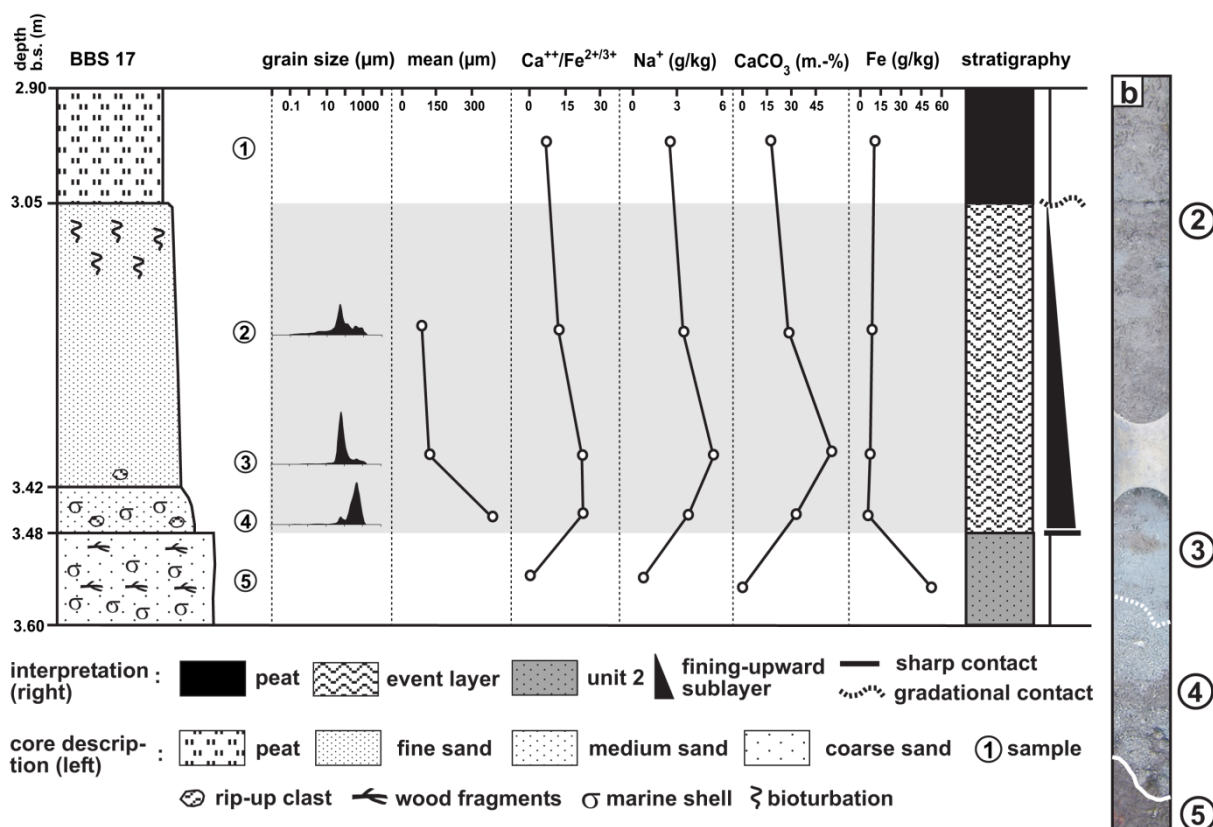 depth b.s. (m)
BBS 17
grain size (µm)
mean (µm)
Ca⁺⁺/Fe²⁺/³⁺
Na⁺ (g/kg)
CaCO₃ (m.-%)
Fe (g/kg)
stratigraphy
0.1 10 1000
0 150 300
0 15 30
0 3 6
0 15 30 45
0 15 30 45 60
2.90
3.05
3.42
3.48
3.60
①
②
③
④
⑤
b
②
③
④
⑤
interpretation (right) :
peat
event layer
unit 2
fining-upward sublayer
sharp contact
gradational contact
core descrip-
tion (left) :
peat
fine sand
medium sand
coarse sand
① sample
rip-up clast
wood fragments
marine shell
bioturbation